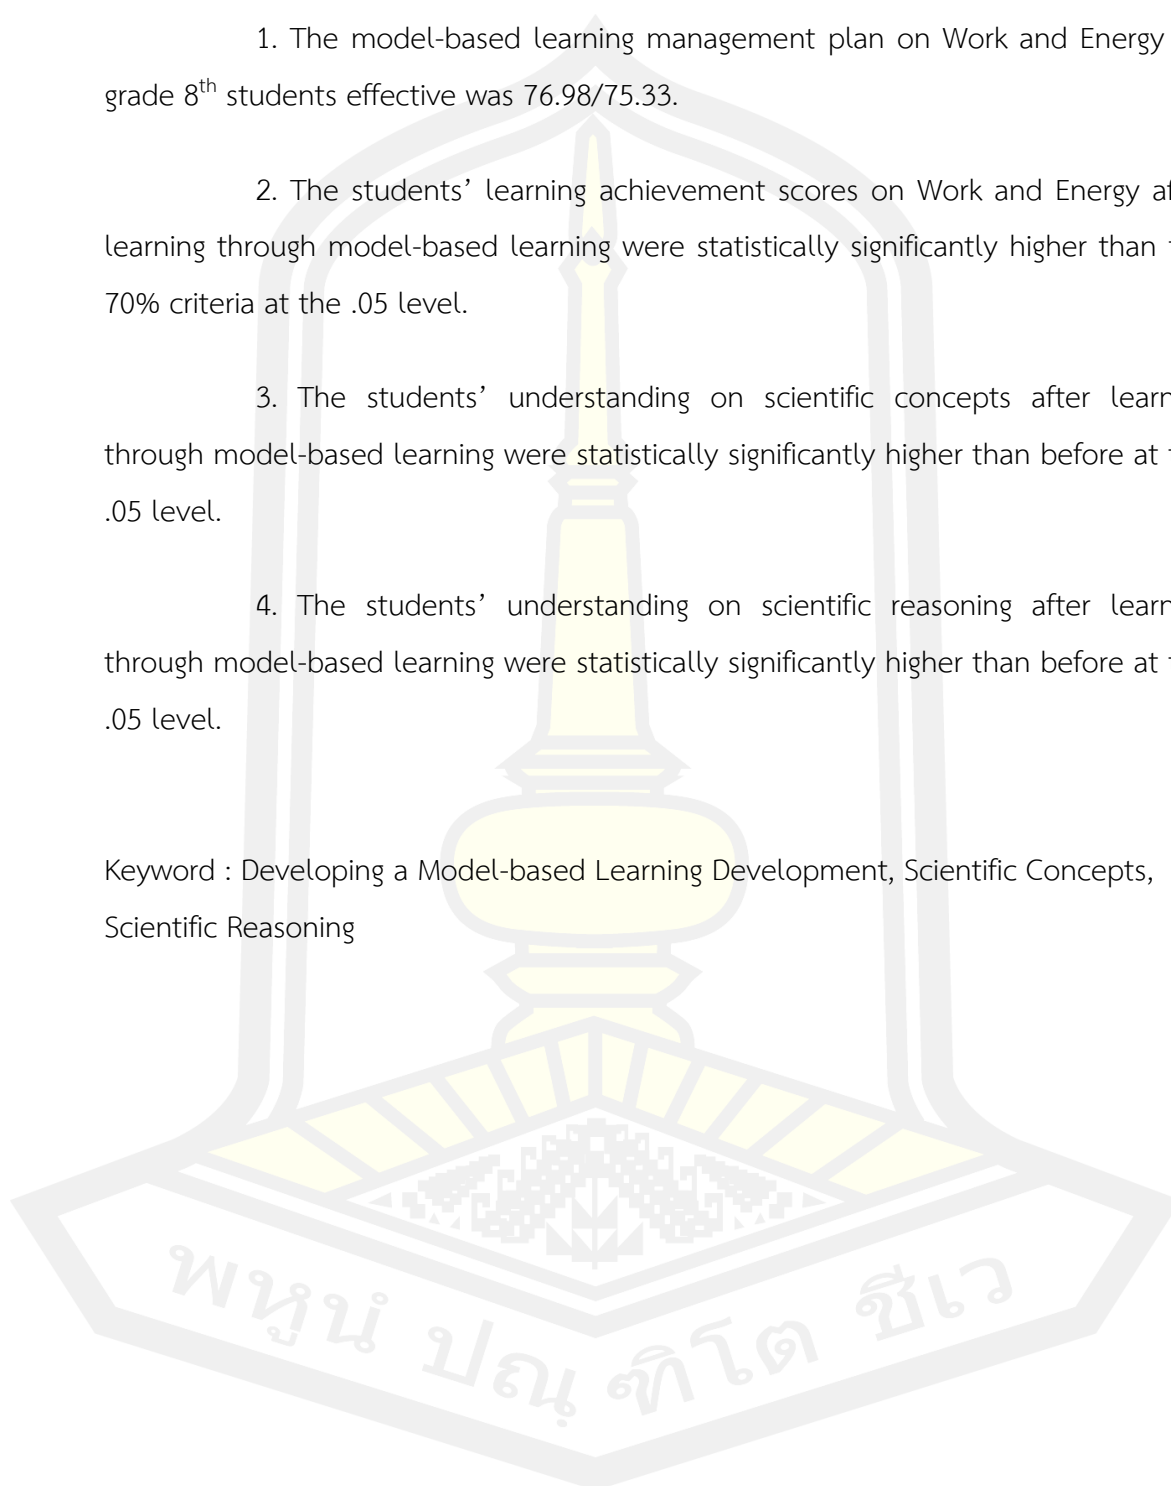 1. The model-based learning management plan on Work and Energy
grade 8th students effective was 76.98/75.33.
2. The students’ learning achievement scores on Work and Energy
learning through model-based learning were statistically significantly higher than
70% criteria at the .05 level.
3. The students’ understanding on scientific concepts after
through model-based learning were statistically significantly higher than before at
.05 level.
4. The students’ understanding on scientific reasoning after
through model-based learning were statistically significantly higher than before at
.05 level.
Keyword : Developing a Model-based Learning Development, Scientific Concepts,
Scientific Reasoning
พหูนํ ปณฺฑิโต ชีเว